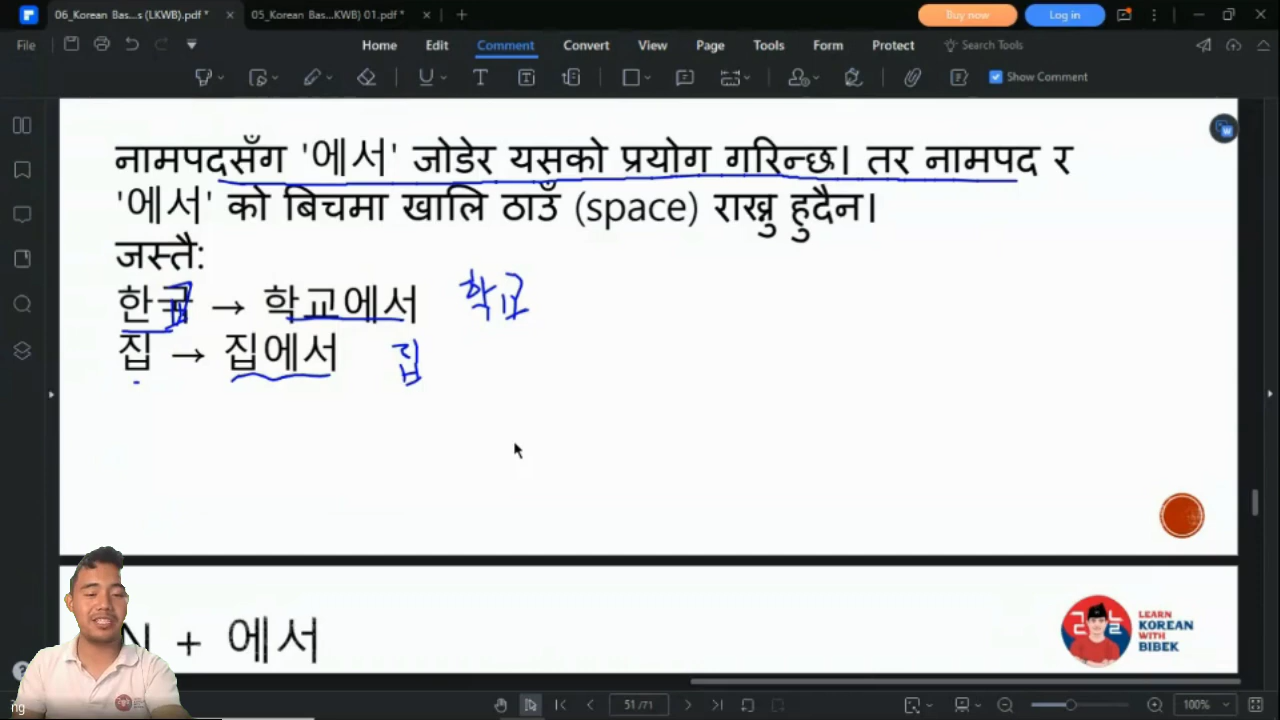 06_Korean Bas...s (LKWB).pdf *
05_Korean Bas...KWB) 01.pdf *
Buy now
Log in
File
Home
Edit
Comment
Convert
View
Page
Tools
Form
Protect
Search Tools
Show Comment
नामपदसँग '에서' जोडेर यसको प्रयोग गरिन्छ। तर नामपद र
'에서' को बिचमा खालि ठाउँ (space) राख्नु हुदैन।
जस्तै:
한국 → 학교에서 학교
집 → 집에서 집
N + 에서
LEARN
KOREAN
WITH
BIBEK
51 /71
100%